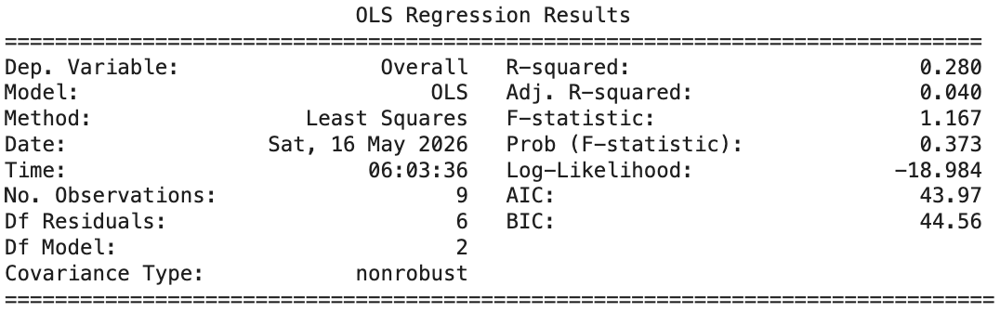 OLS Regression Results
==============================================================================
Dep. Variable:                Overall   R-squared:                       0.280
Model:                            OLS   Adj. R-squared:                  0.040
Method:                 Least Squares   F-statistic:                     1.167
Date:                Sat, 16 May 2026   Prob (F-statistic):              0.373
Time:                        06:03:36   Log-Likelihood:                -18.984
No. Observations:                   9   AIC:                             43.97
Df Residuals:                       6   BIC:                             44.56
Df Model:                           2
Covariance Type:            nonrobust
==============================================================================